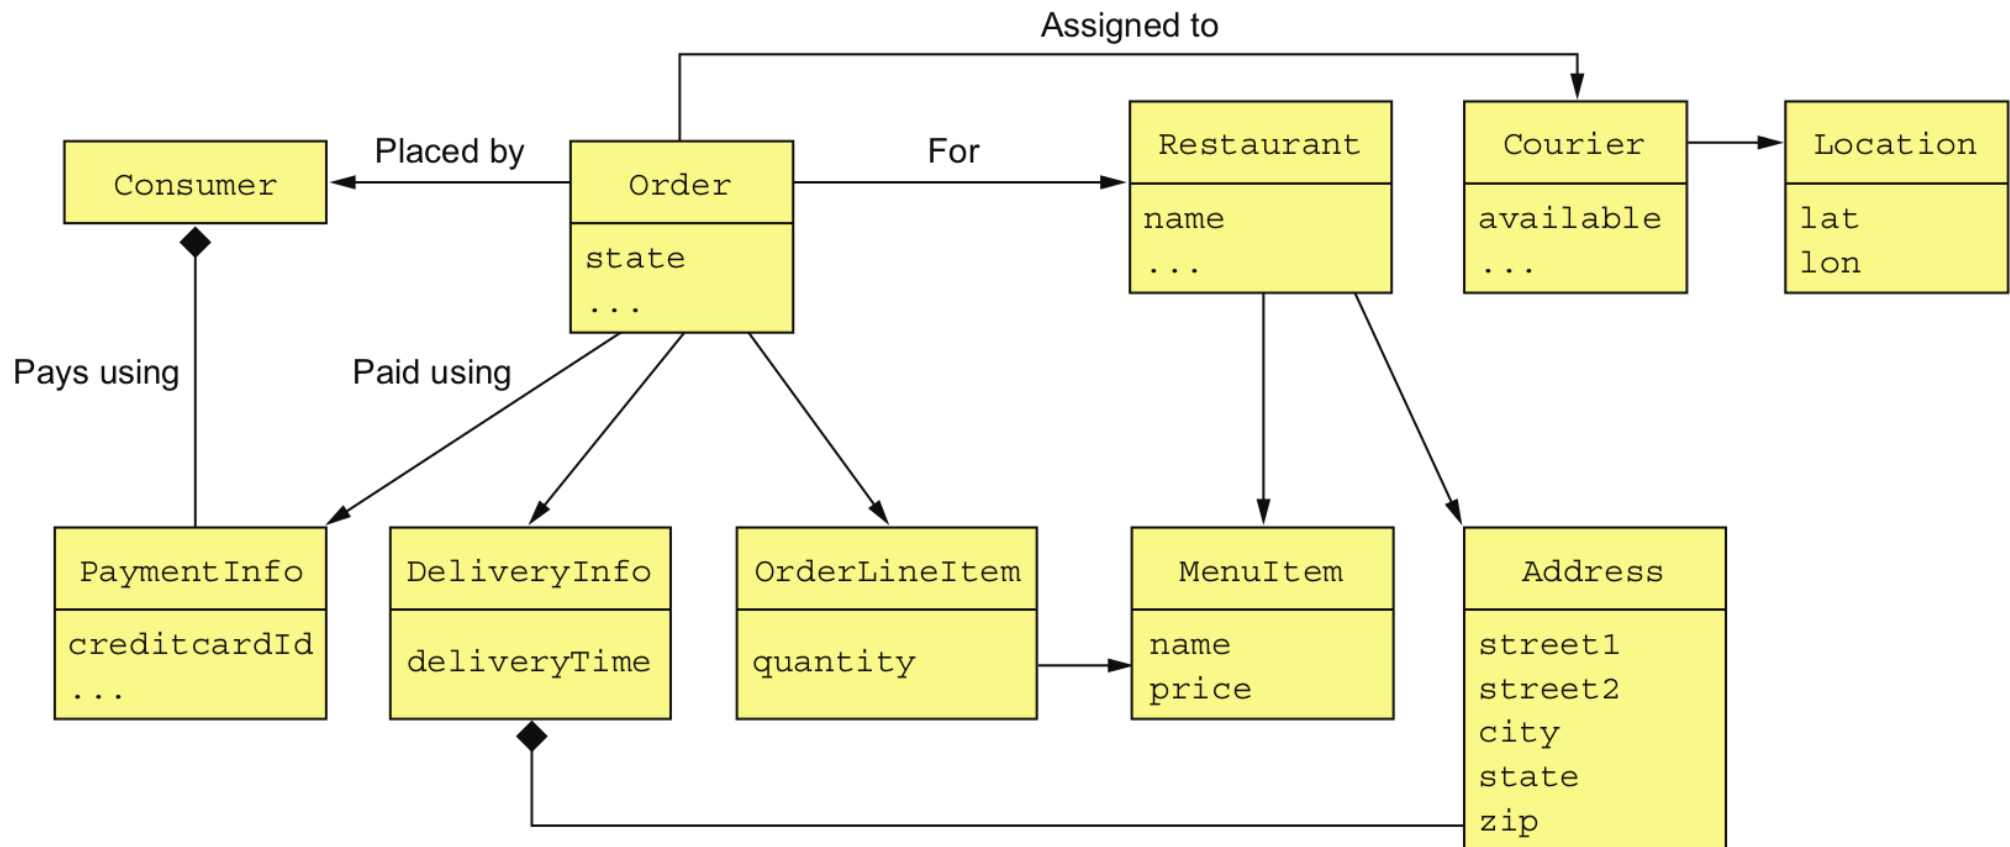 Assigned to
Placed by
For
Consumer
Order
state
...
Restaurant
name
...
Courier
available
...
Location
lat
lon
Pays using
Paid using
PaymentInfo
creditcardId
...
DeliveryInfo
deliveryTime
OrderLineItem
quantity
MenuItem
name
price
Address
street1
street2
city
state
zip